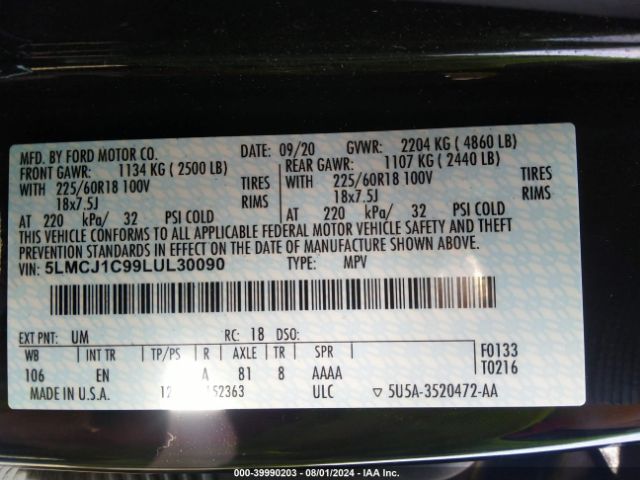 MFD. BY FORD MOTOR CO. DATE: 09/20 GVWR: 2204 KG ( 4860 LB)
FRONT GAWR: 1134 KG ( 2500 LB) REAR GAWR: 1107 KG ( 2440 LB)
WITH 225/60R18 100V TIRES WITH 225/60R18 100V TIRES
18x7.5J RIMS 18x7.5J RIMS
AT 220 kPa/ 32 PSI COLD AT 220 kPa/ 32 PSI COLD
THIS VEHICLE CONFORMS TO ALL APPLICABLE FEDERAL MOTOR VEHICLE SAFETY AND THEFT
PREVENTION STANDARDS IN EFFECT ON THE DATE OF MANUFACTURE SHOWN ABOVE.
VIN: 5LMCJ1C99LUL30090 TYPE: MPV
EXT PNT: UM RC: 18 DSO: F0133
WB INT TR TP/PS R AXLE TR SPR T0216
106 EN A 81 8 AAAA
MADE IN U.S.A. 12 52363 ULC ▽ 5U5A-3520472-AA
000-39990203 - 08/01/2024 - IAA Inc.